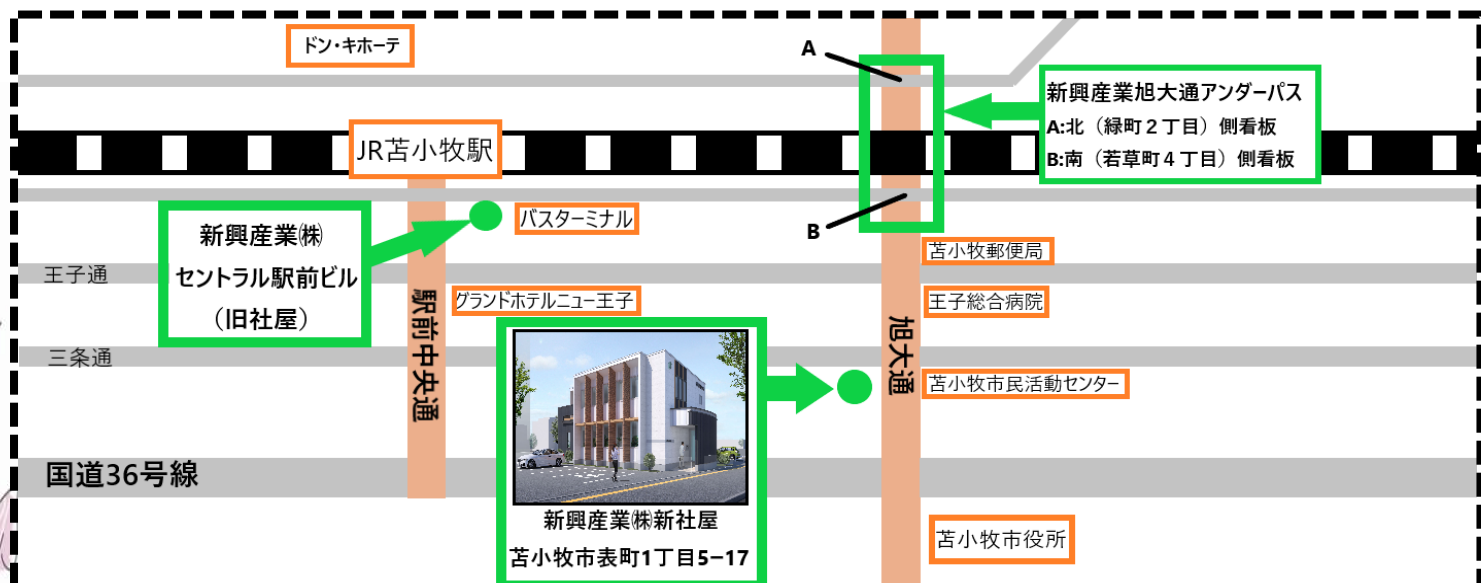 ドン・キホーテ
A
新興産業旭大通アンダーパス
A:北（緑町２丁目）側看板
B:南（若草町４丁目）側看板
JR苫小牧駅
新興産業㈱
セントラル駅前ビル
（旧社屋）
バスターミナル
B
苫小牧郵便局
王子通
グランドホテルニュー王子
王子総合病院
駅前中央通
旭大通
三条通
苫小牧市民活動センター
国道36号線
新興産業㈱新社屋
苫小牧市表町1丁目5−17
苫小牧市役所